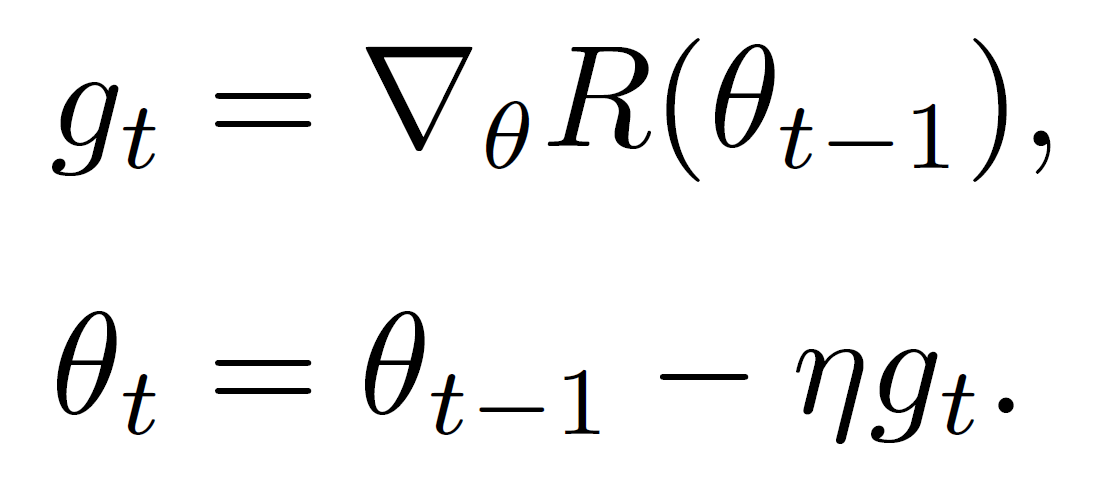 g_t = ∇_θ R(θ_{t−1}),
θ_t = θ_{t−1} − ηg_t.